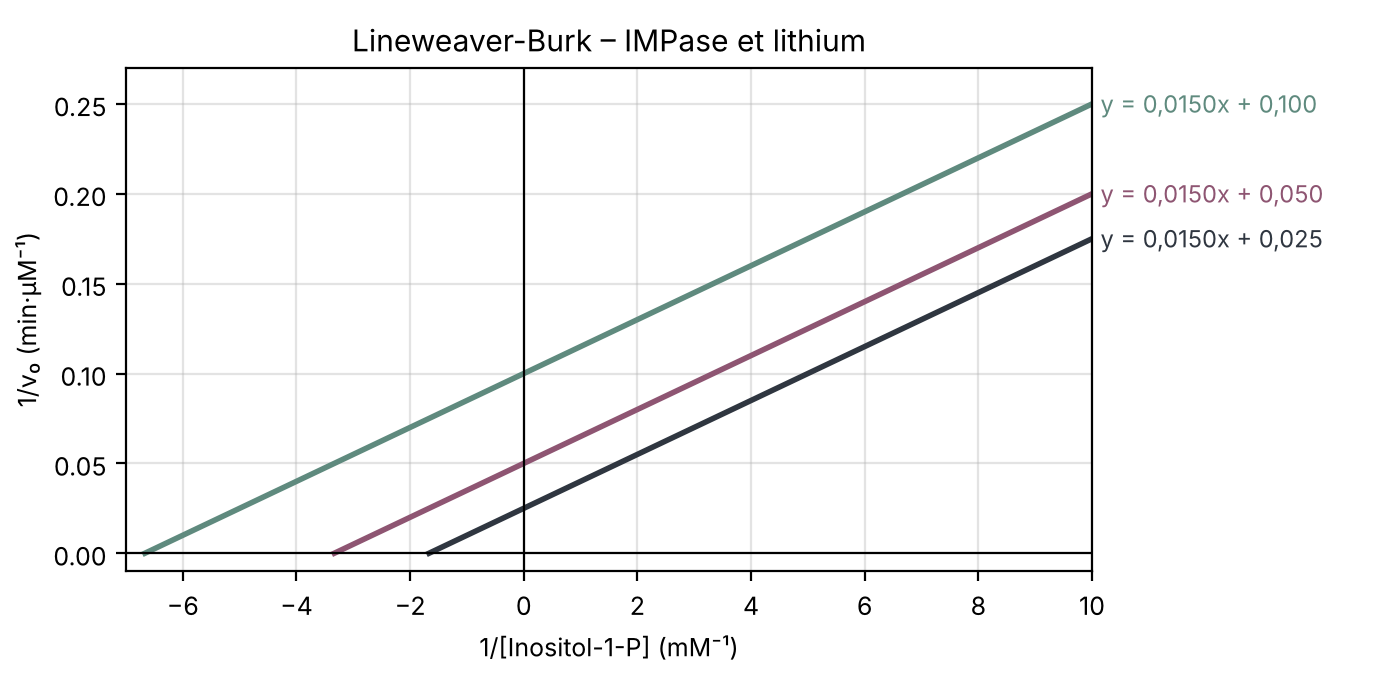 Lineweaver-Burk – IMPase et lithium
1/v₀ (min·µM⁻¹)
0.25
0.20
0.15
0.10
0.05
0.00
y = 0,0150x + 0,100
y = 0,0150x + 0,050
y = 0,0150x + 0,025
−6 −4 −2 0 2 4 6 8 10
1/[Inositol-1-P] (mM⁻¹)